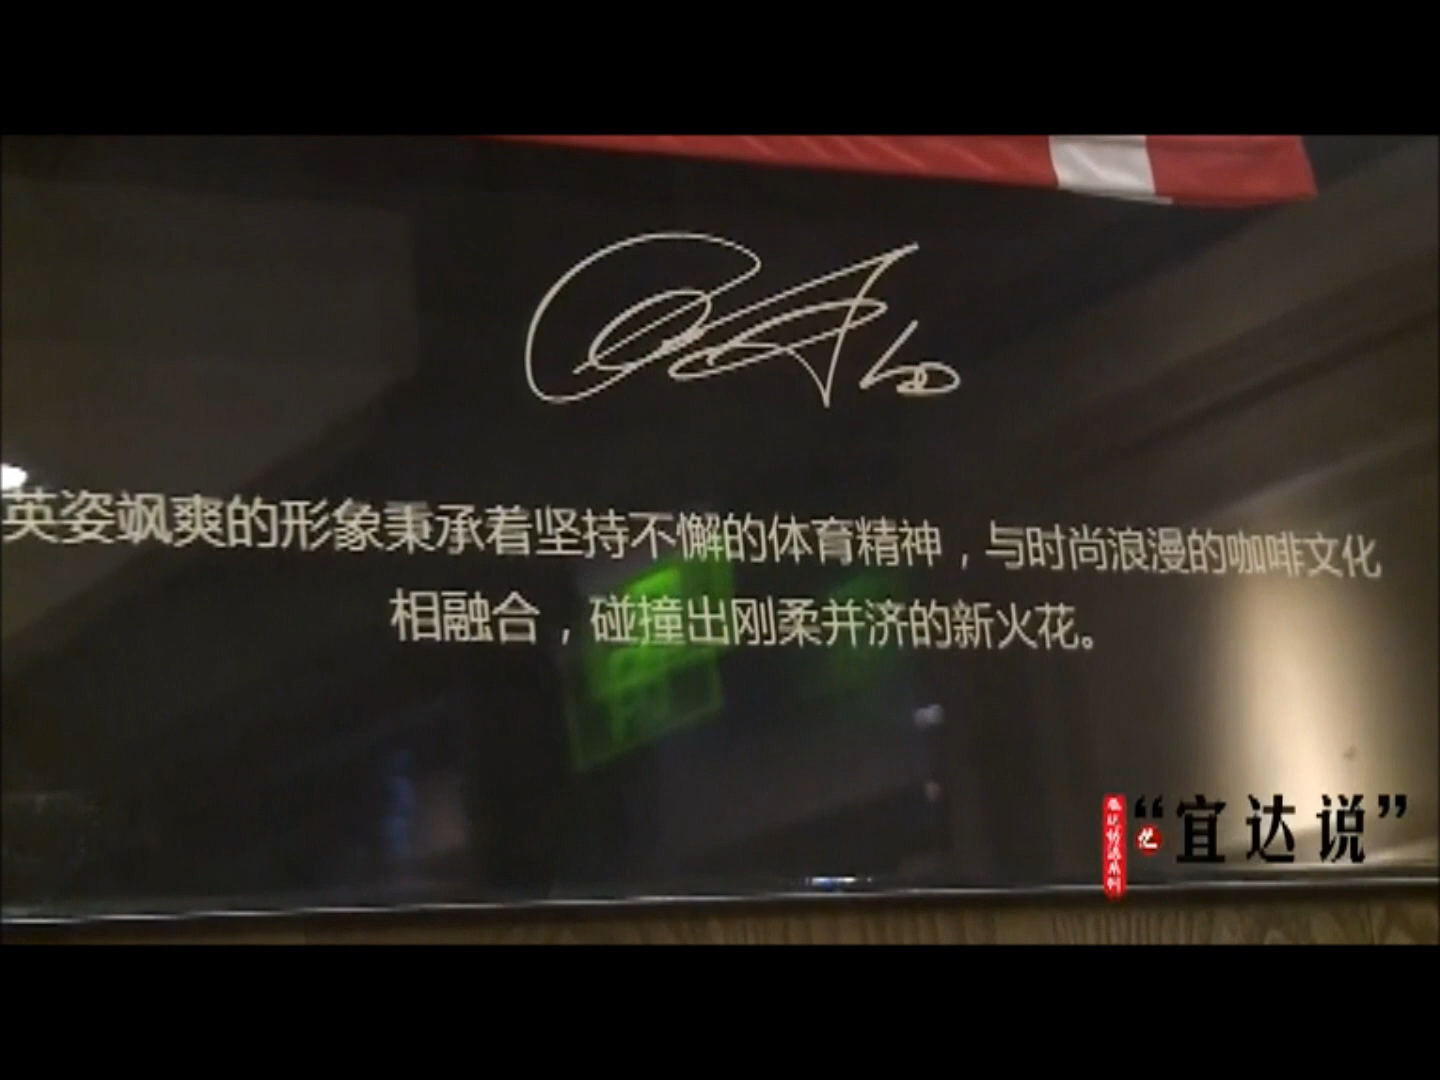 英姿飒爽的形象秉承着坚持不懈的体育精神，与时尚浪漫的咖啡文化
相融合，碰撞出刚柔并济的新火花。
“宜达说”